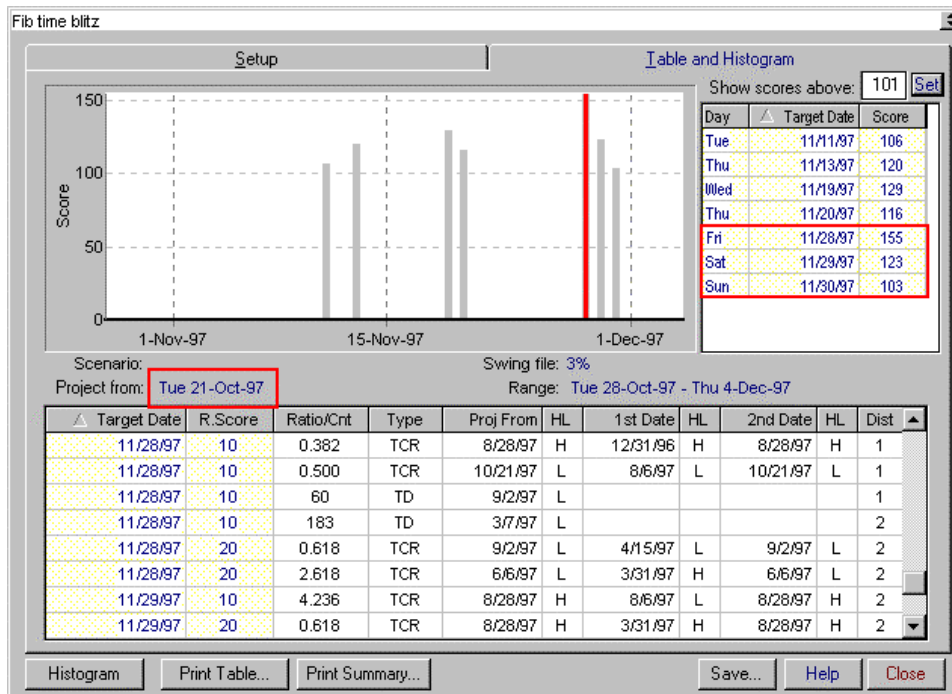 Fib time blitz
Setup
Table and Histogram
Show scores above: 101 Set
150
100
50
0
Score
1-Nov-97 15-Nov-97 1-Dec-97
Day Target Date Score
Tue 11/11/97 106
Thu 11/13/97 120
Wed 11/19/97 129
Thu 11/20/97 116
Fri 11/28/97 155
Sat 11/29/97 123
Sun 11/30/97 103
Scenario: Swing file: 3%
Project from: Tue 21-Oct-97 Range: Tue 28-Oct-97 - Thu 4-Dec-97
Target Date R.Score Ratio/Cnt Type Proj From HL 1st Date HL 2nd Date HL Dist
11/28/97 10 0.382 TCR 8/28/97 H 12/31/96 H 8/28/97 H 1
11/28/97 10 0.500 TCR 10/21/97 L 8/6/97 L 10/21/97 L 1
11/28/97 10 60 TD 9/2/97 L 1
11/28/97 10 183 TD 3/7/97 L 2
11/28/97 20 0.618 TCR 9/2/97 L 4/15/97 L 9/2/97 L 2
11/28/97 20 2.618 TCR 6/6/97 L 3/31/97 H 6/6/97 L 2
11/29/97 10 4.236 TCR 8/28/97 H 8/6/97 L 8/28/97 H 2
11/29/97 20 0.618 TCR 8/28/97 H 3/31/97 H 8/28/97 H 2
Histogram Print Table... Print Summary... Save... Help Close